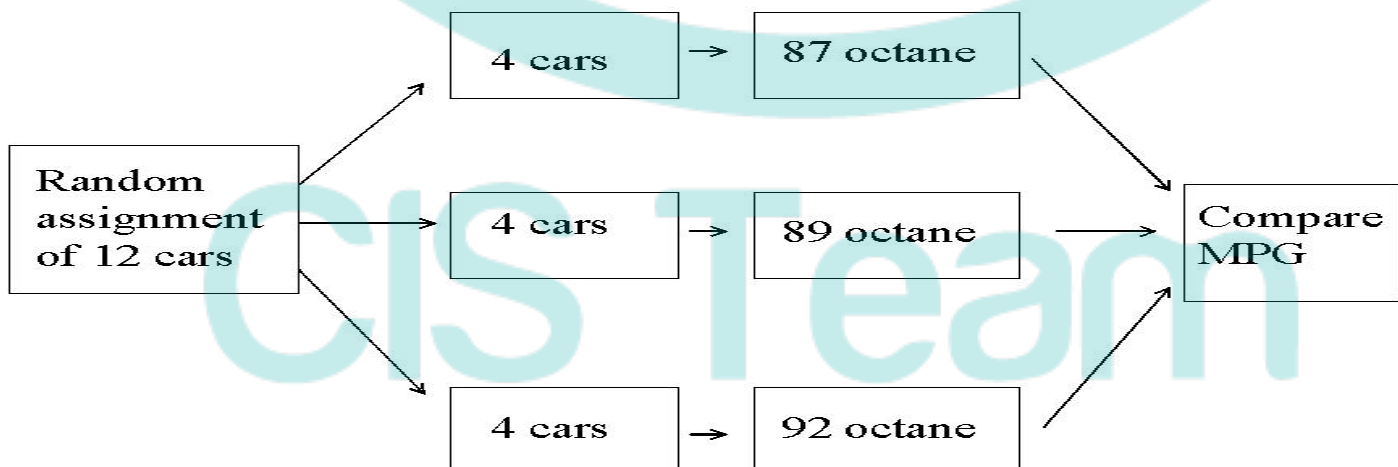 4 cars
87 octane
Random
assignment
of 12 cars
4 cars
89 octane
Compare
MPG
4 cars
92 octane
CIS Team